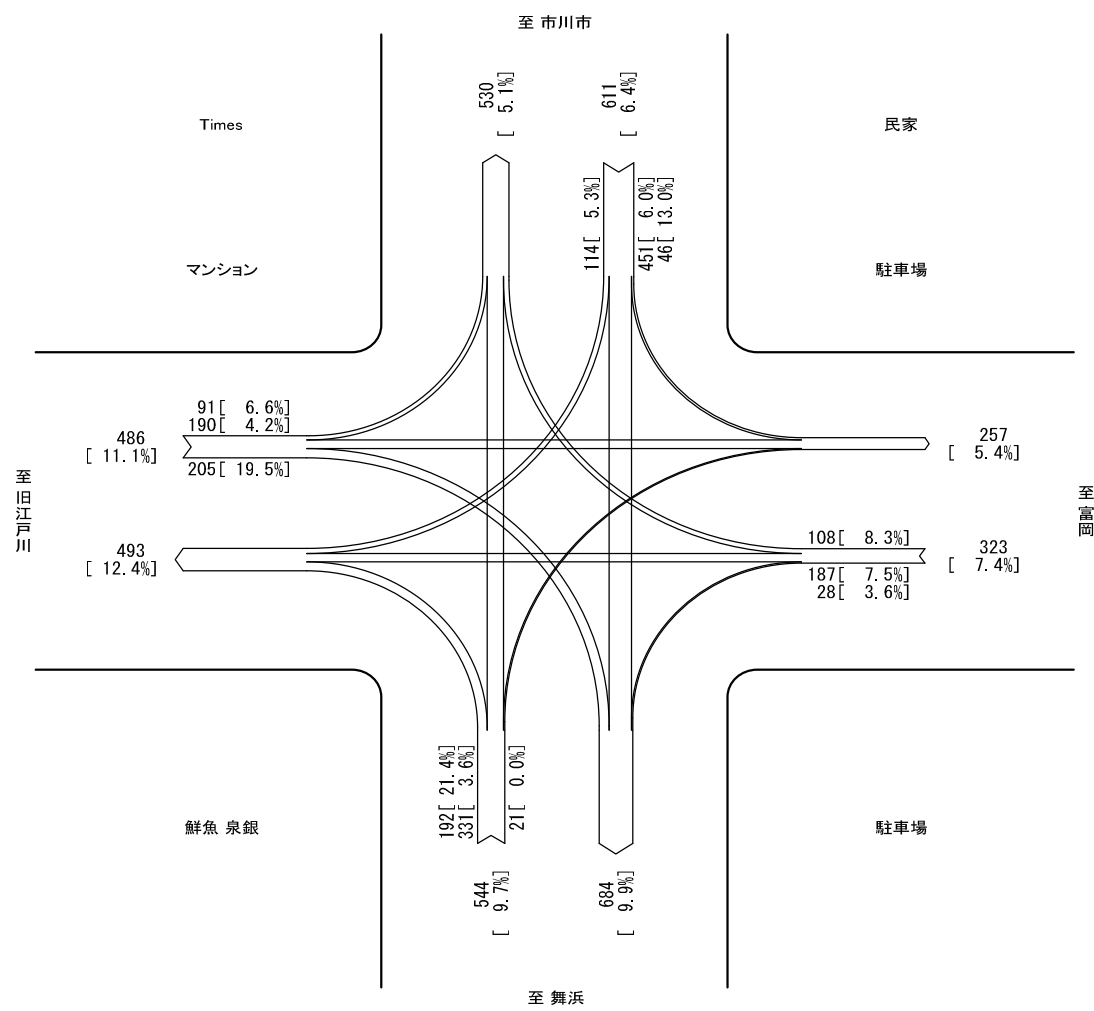 至 市川市
530
[ 5.1%]
611
[ 6.4%]
Times
民家
114[ 5.3%]
451[ 6.0%]
46[ 13.0%]
マンション
駐車場
91[ 6.6%]
190[ 4.2%]
486
[ 11.1%]
205[ 19.5%]
257
[ 5.4%]
至 旧江戸川
至 富岡
493
[ 12.4%]
108[ 8.3%]
323
[ 7.4%]
187[ 7.5%]
28[ 3.6%]
192[ 21.4%]
331[ 3.6%]
21[ 0.0%]
鮮魚 泉銀
駐車場
544
[ 9.7%]
684
[ 9.9%]
至 舞浜